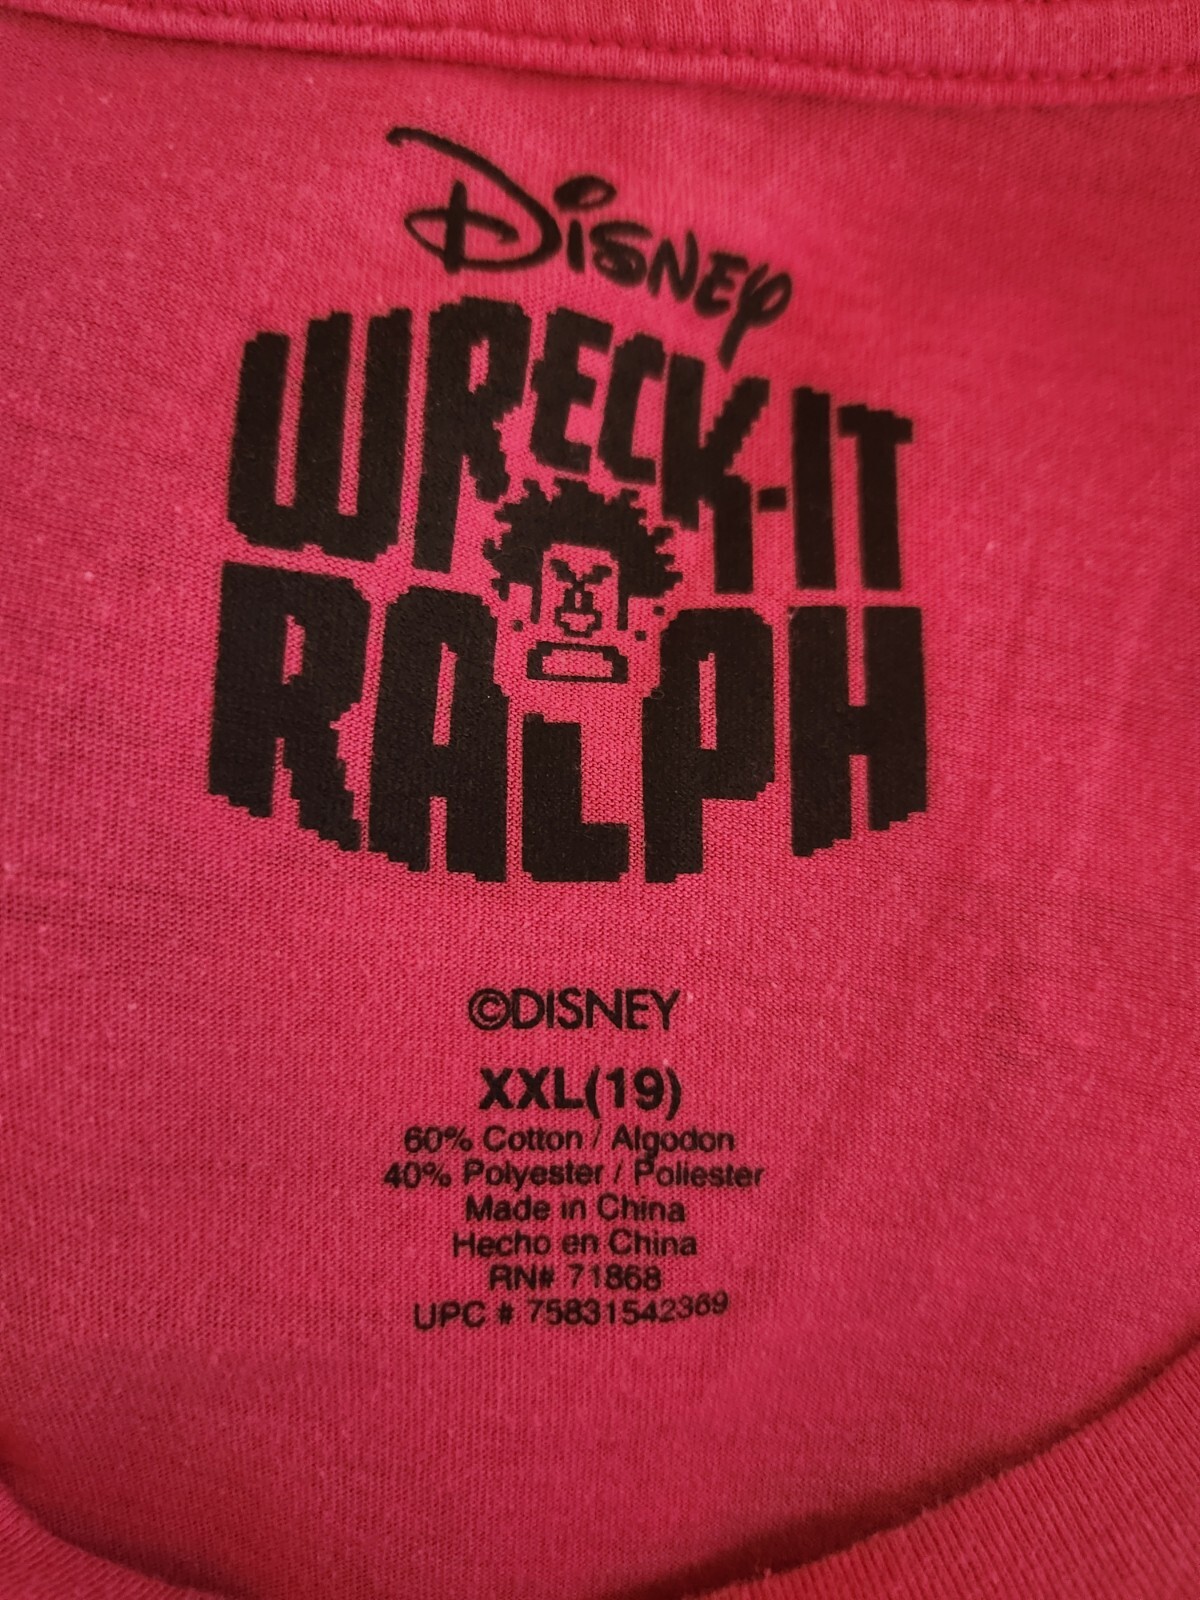 Disney
WRECK-IT
RALPH
©DISNEY
XXL(19)
60% Cotton / Algodon
40% Polyester / Poliester
Made in China
Hecho en China
RN# 71868
UPC # 75831542369